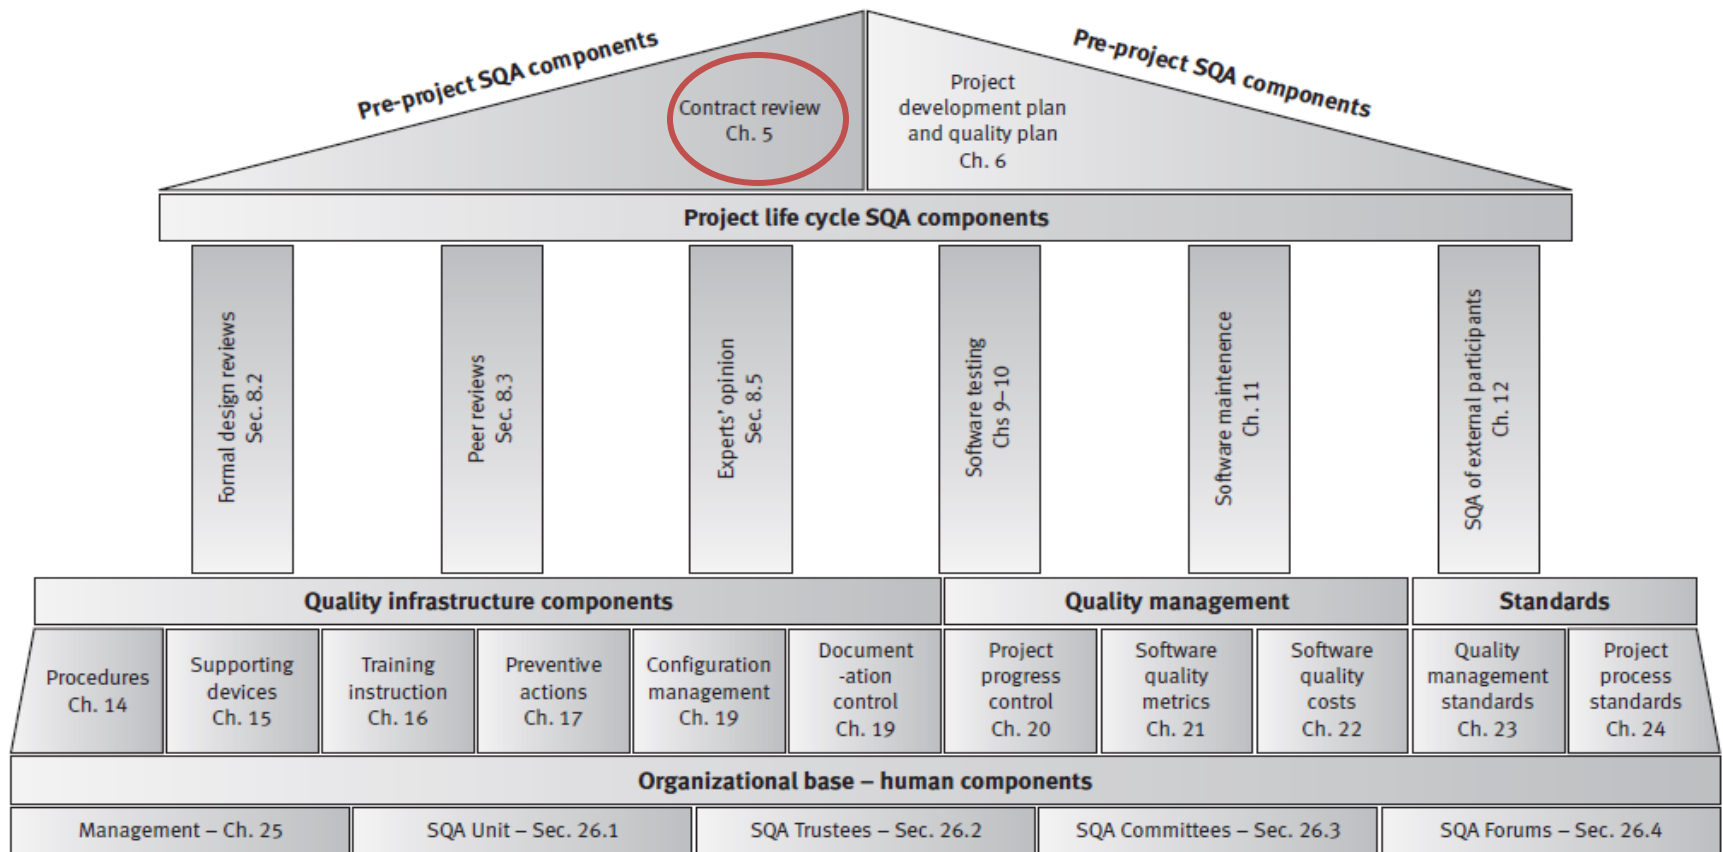 Pre-project SQA components
Pre-project SQA components
Contract review
Ch. 5
Project
development plan
and quality plan
Ch. 6
Project life cycle SQA components
Formal design reviews
Sec. 8.2
Peer reviews
Sec. 8.3
Experts’ opinion
Sec. 8.5
Software testing
Chs 9–10
Software maintenence
Ch. 11
SQA of external participants
Ch. 12
Quality infrastructure components
Quality management
Standards
Procedures
Ch. 14
Supporting
devices
Ch. 15
Training
instruction
Ch. 16
Preventive
actions
Ch. 17
Configuration
management
Ch. 19
Document
-ation
control
Ch. 19
Project
progress
control
Ch. 20
Software
quality
metrics
Ch. 21
Software
quality
costs
Ch. 22
Quality
management
standards
Ch. 23
Project
process
standards
Ch. 24
Organizational base – human components
Management – Ch. 25
SQA Unit – Sec. 26.1
SQA Trustees – Sec. 26.2
SQA Committees – Sec. 26.3
SQA Forums – Sec. 26.4